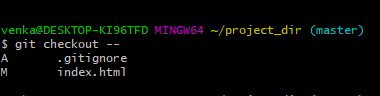 venka@DESKTOP-KI96TFD MINGW64 ~/project_dir (master)
$ git checkout --
A       .gitignore
M       index.html